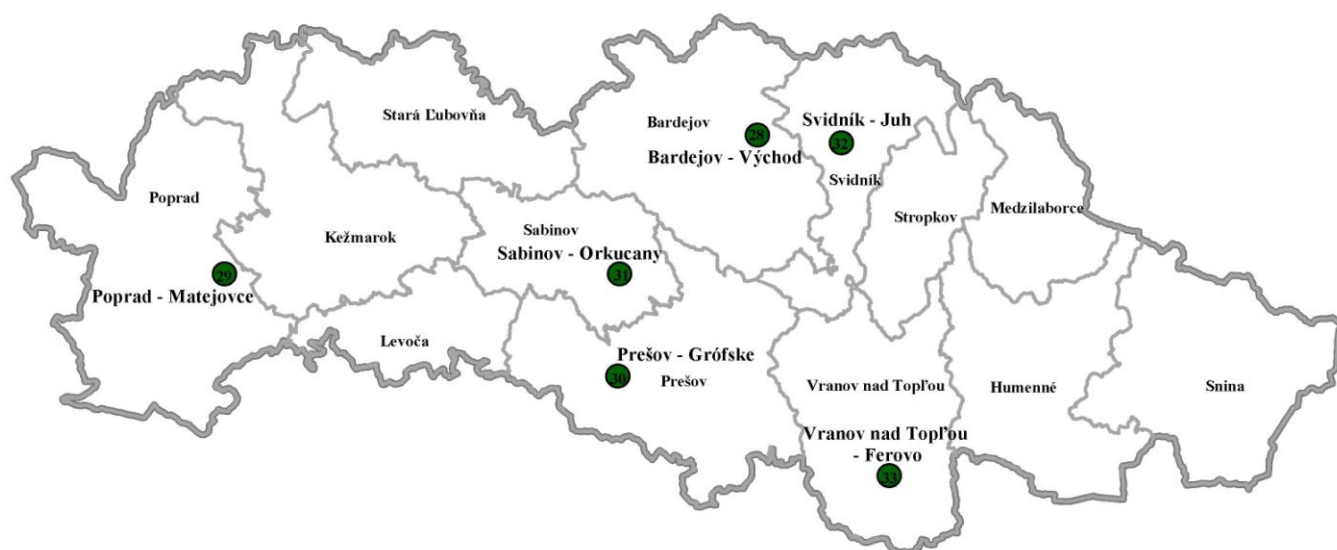 Stará Ľubovňa
Bardejov
28
Bardejov - Východ
Svidník - Juh
32
Svidník
Poprad
Kežmarok
Sabinov
Sabinov - Orkucany
31
Stropkov
Medzilaborce
29
Poprad - Matejovce
Levoča
Prešov - Grófske
30
Prešov
Vranov nad Topľou
Humenné
Snina
Vranov nad Topľou
- Ferovo
33